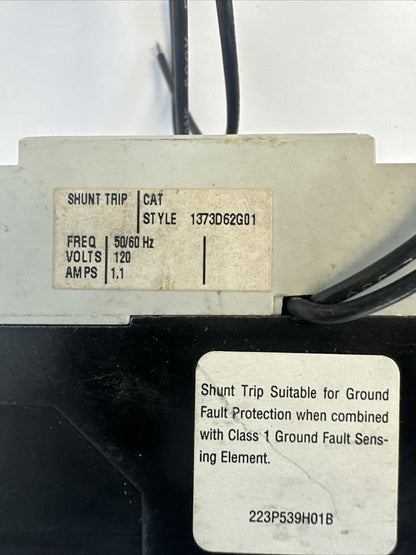 SHUNT TRIP CAT
STYLE 1373D62G01
FREQ 50/60 Hz
VOLTS 120
AMPS 1.1
Shunt Trip Suitable for Ground
Fault Protection when combined
with Class 1 Ground Fault Sens-
ing Element.
223P539H01B